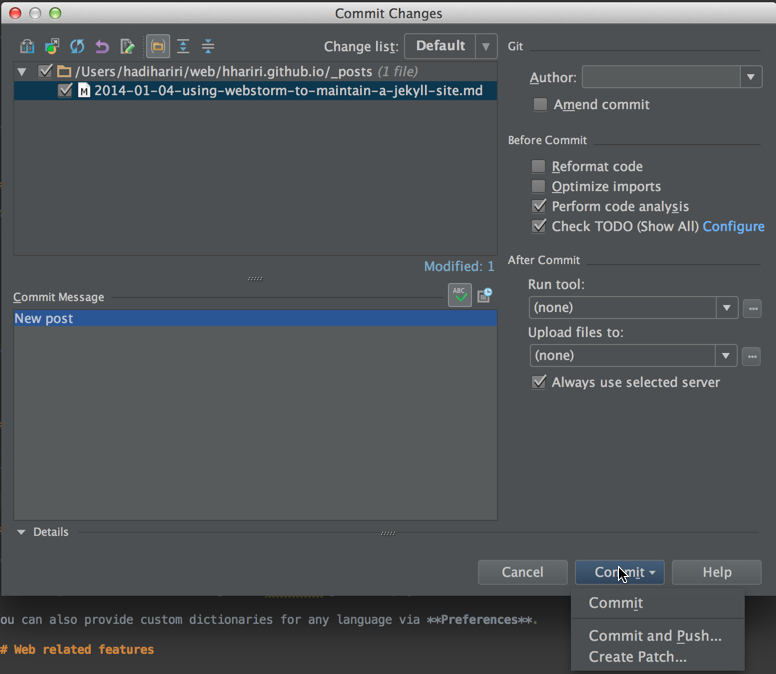 Commit Changes
Change list: Default
/Users/hadihariri/web/hhariri.github.io/_posts (1 file)
M 2014-01-04-using-webstorm-to-maintain-a-jekyll-site.md
Modified: 1
Commit Message
ABC
New post
Details
Git
Author:
Amend commit
Before Commit
Reformat code
Optimize imports
Perform code analysis
Check TODO (Show All) Configure
After Commit
Run tool:
(none)
...
Upload files to:
(none)
...
Always use selected server
Cancel
Commit
Help
Commit
Commit and Push...
Create Patch...
ou can also provide custom dictionaries for any language via **Preferences**.
# Web related features